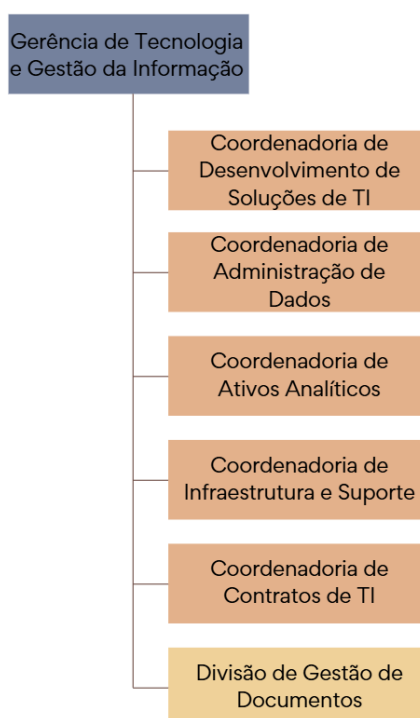 Gerência de Tecnologia
e Gestão da Informação
Coordenadoria de
Desenvolvimento de
Soluções de TI
Coordenadoria de
Administração de
Dados
Coordenadoria de
Ativos Analíticos
Coordenadoria de
Infraestrutura e Suporte
Coordenadoria de
Contratos de TI
Divisão de Gestão de
Documentos